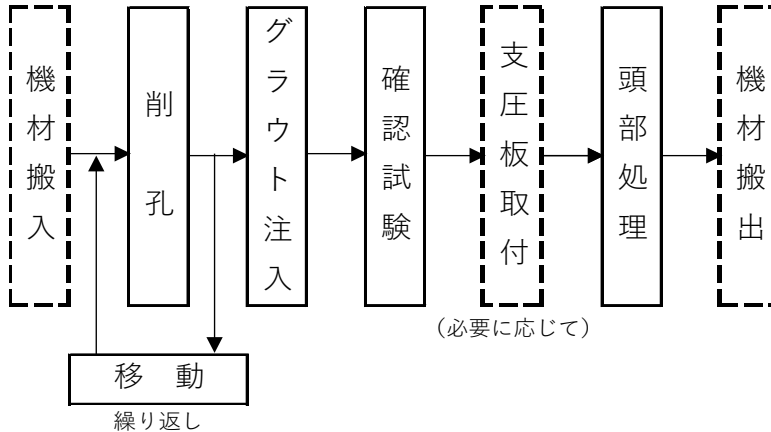 機材搬入
削孔
グラウト注入
確認試験
支圧板取付
頭部処理
機材搬出
（必要に応じて）
移　動
繰り返し